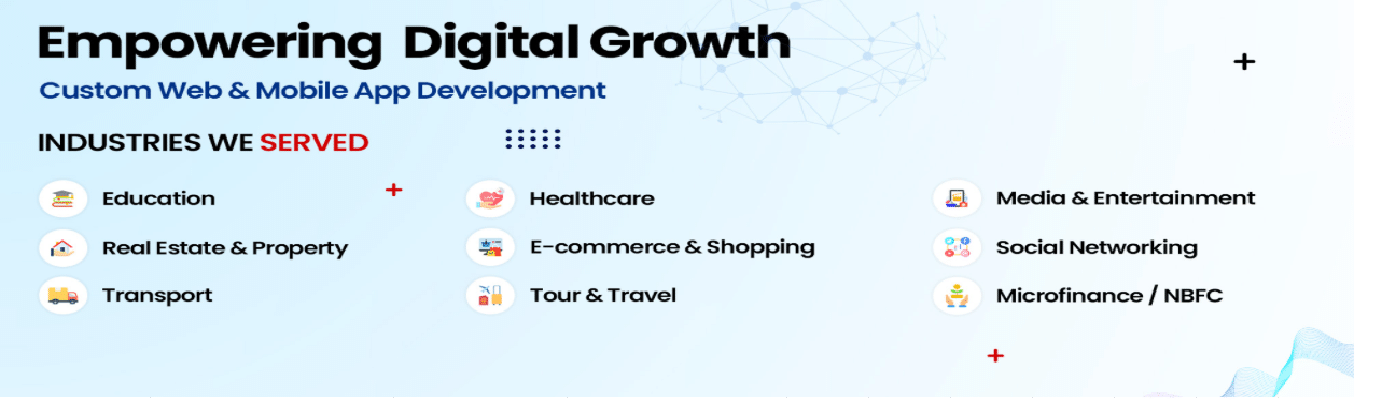 Empowering Digital Growth
Custom Web & Mobile App Development
INDUSTRIES WE SERVED
Education
Healthcare
Media & Entertainment
Real Estate & Property
E-commerce & Shopping
Social Networking
Transport
Tour & Travel
Microfinance / NBFC